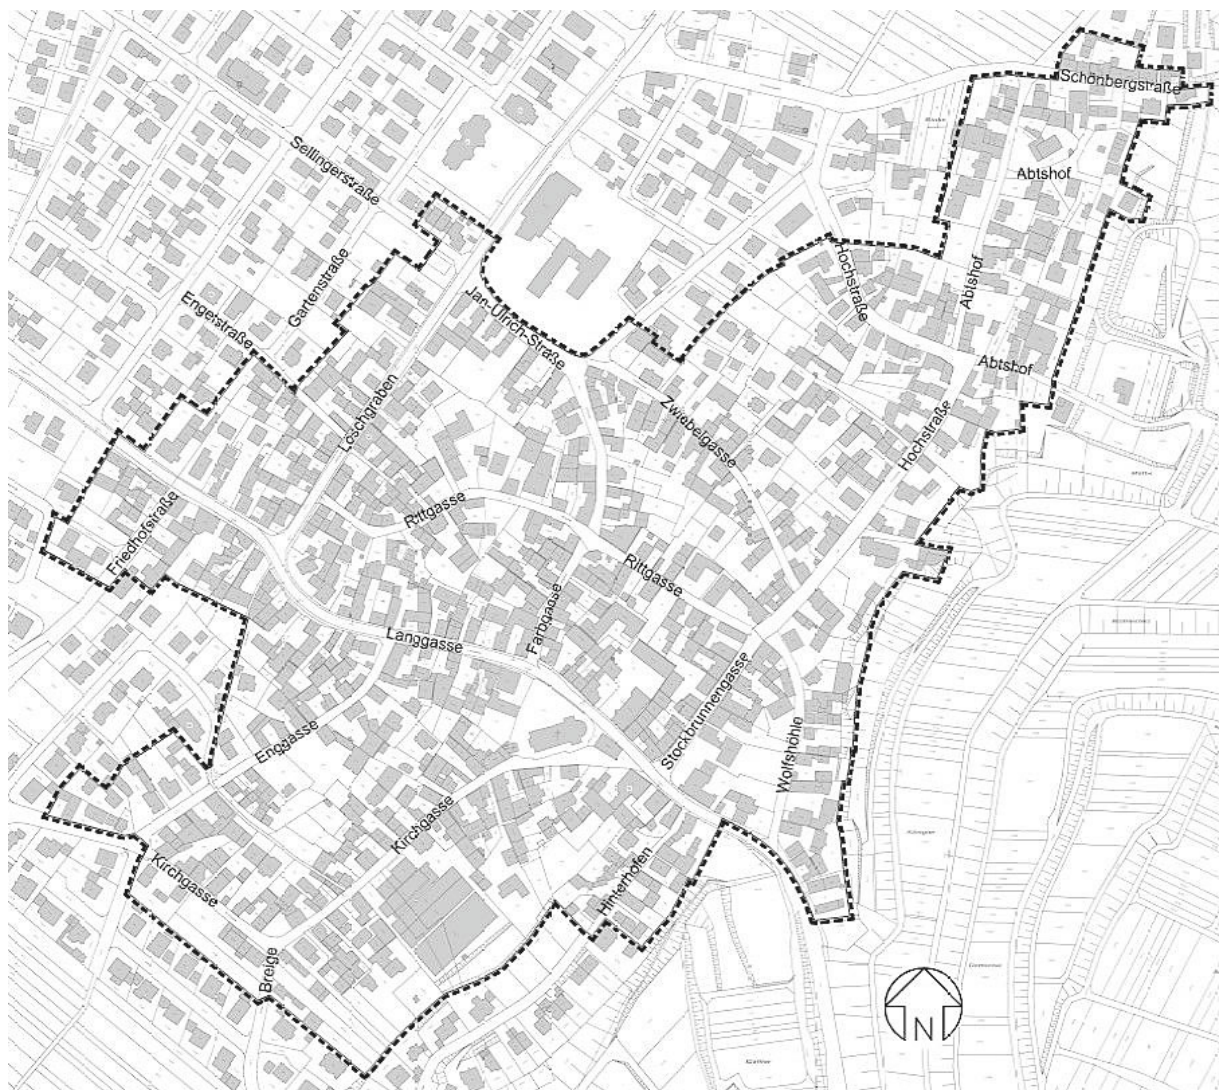 Schönbergstraße
Sellingerstraße
Abtshof
Gartenstraße
Hochstraße
Abtshof
Engelstraße
Jan-Ulrich-Straße
Abtshof
Löschgraben
Zwiebelgasse
Hochstraße
Rittgasse
Friedhofstraße
Rittgasse
Farbgasse
Langgasse
Stockbrunnengasse
Enggasse
Wolfshöhle
Kirchgasse
Kirchgasse
Hinterhofen
Breige
N